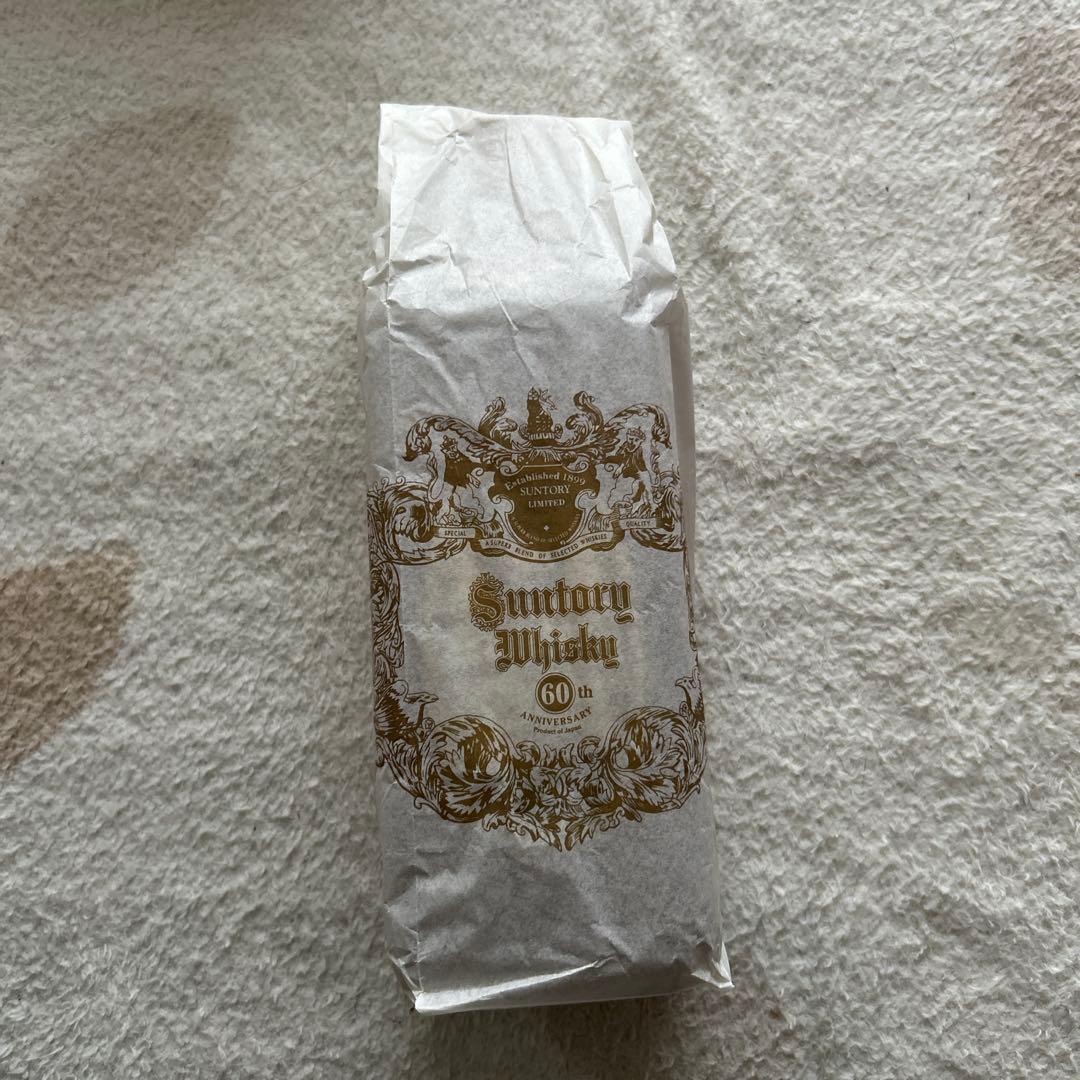 Established 1899
SUNTORY
LIMITED
SPECIAL
QUALITY
A SUPERB BLEND OF SELECTED WHISKIES
Suntory
Whisky
60th
ANNIVERSARY
Product of Japan